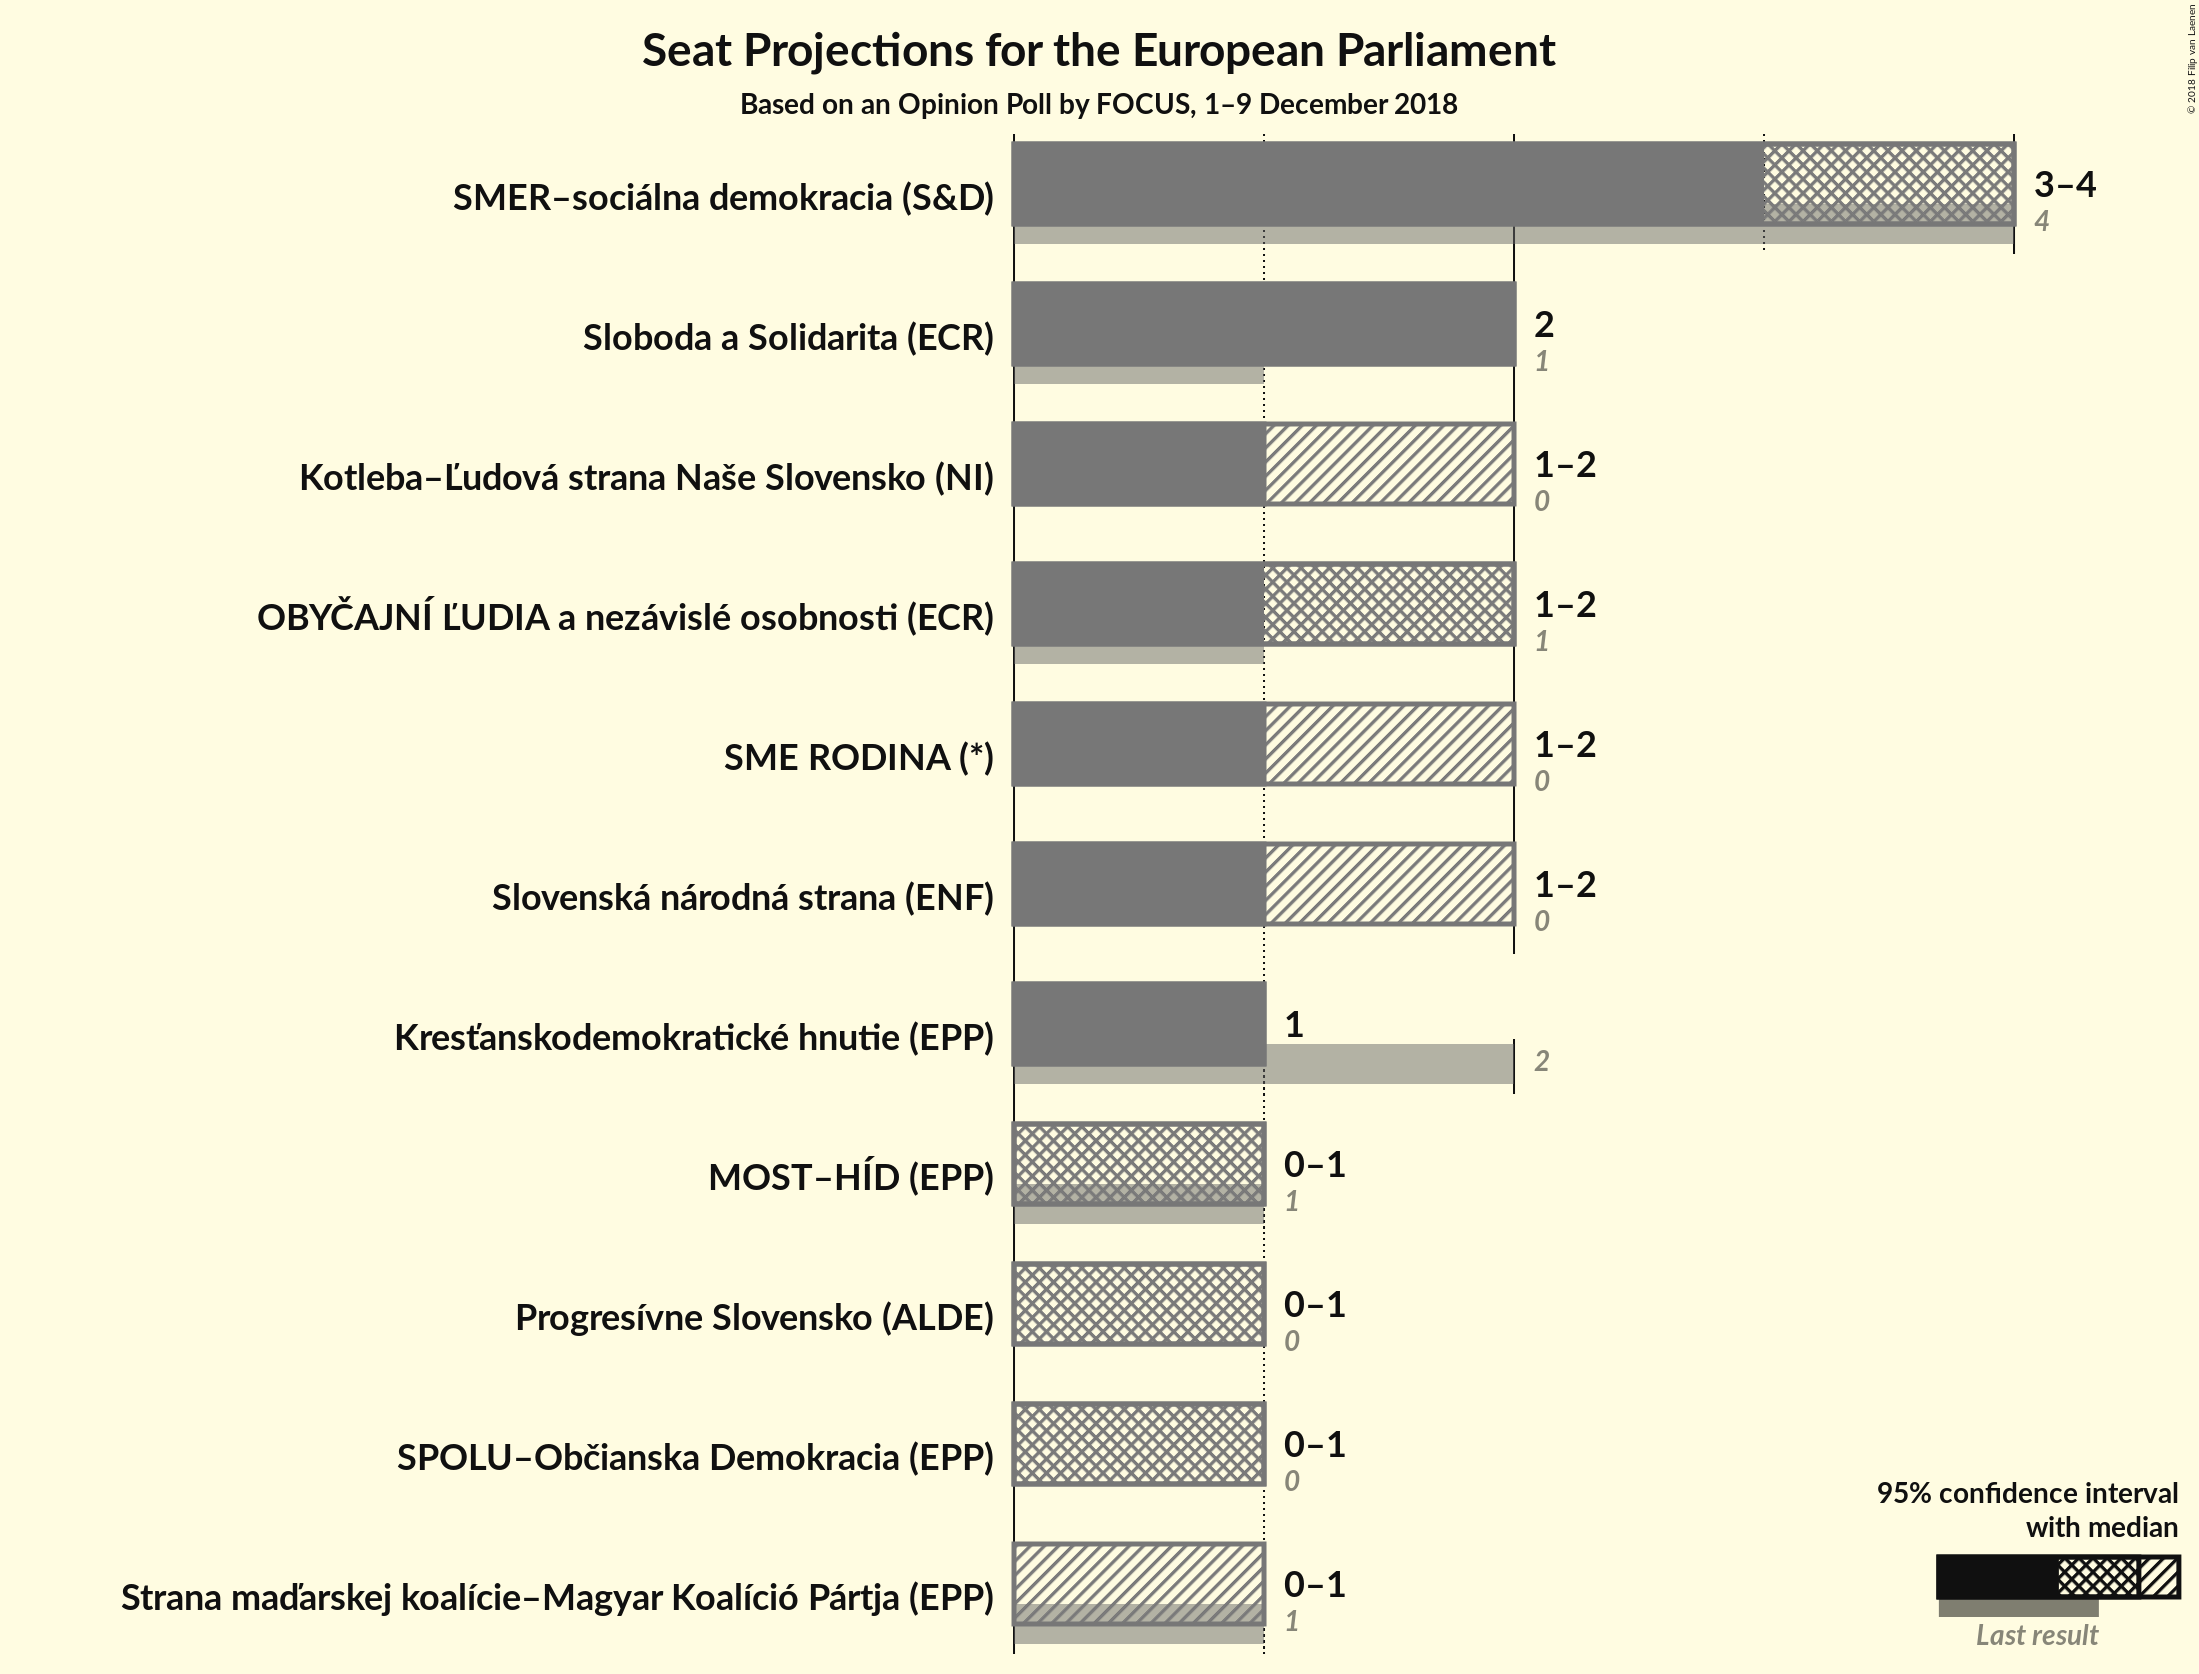 Seat Projections for the European Parliament
Based on an Opinion Poll by FOCUS, 1–9 December 2018
© 2018 Filip van Laenen
SMER–sociálna demokracia (S&D)
3–4
4
Sloboda a Solidarita (ECR)
2
1
Kotleba–Ľudová strana Naše Slovensko (NI)
1–2
0
OBYČAJNÍ ĽUDIA a nezávislé osobnosti (ECR)
1–2
1
SME RODINA (*)
1–2
0
Slovenská národná strana (ENF)
1–2
0
Kresťanskodemokratické hnutie (EPP)
1
2
MOST–HÍD (EPP)
0–1
1
Progresívne Slovensko (ALDE)
0–1
0
SPOLU–Občianska Demokracia (EPP)
0–1
0
Strana maďarskej koalície–Magyar Koalíció Pártja (EPP)
0–1
1
95% confidence interval
with median
Last result